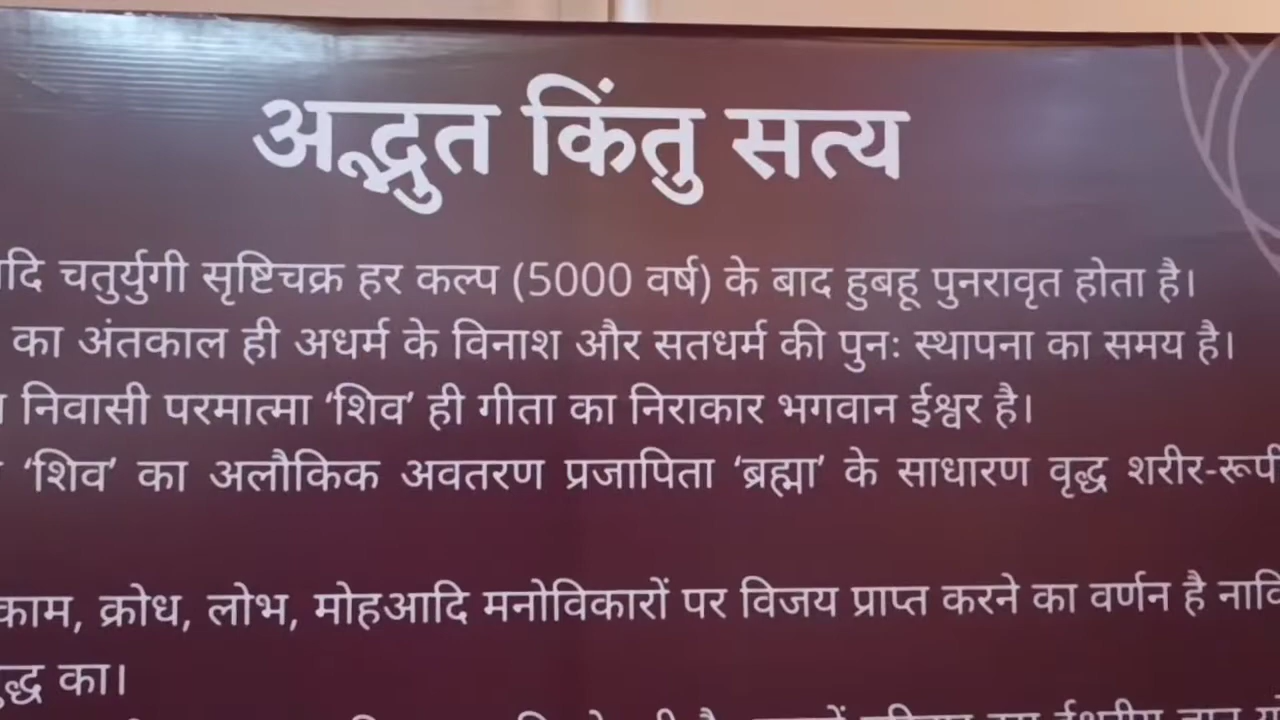 अद्भुत किंतु सत्य
चतुर्युगी सृष्टिचक्र हर कल्प (5000 वर्ष) के बाद हुबहू पुनरावृत होता है।
का अंतकाल ही अधर्म के विनाश और सतधर्म की पुनः स्थापना का समय है।
निवासी परमात्मा ‘शिव’ ही गीता का निराकार भगवान ईश्वर है।
‘शिव’ का अलौकिक अवतरण प्रजापिता ‘ब्रह्मा’ के साधारण वृद्ध शरीर-रूपी
काम, क्रोध, लोभ, मोहआदि मनोविकारों पर विजय प्राप्त करने का वर्णन है
का।